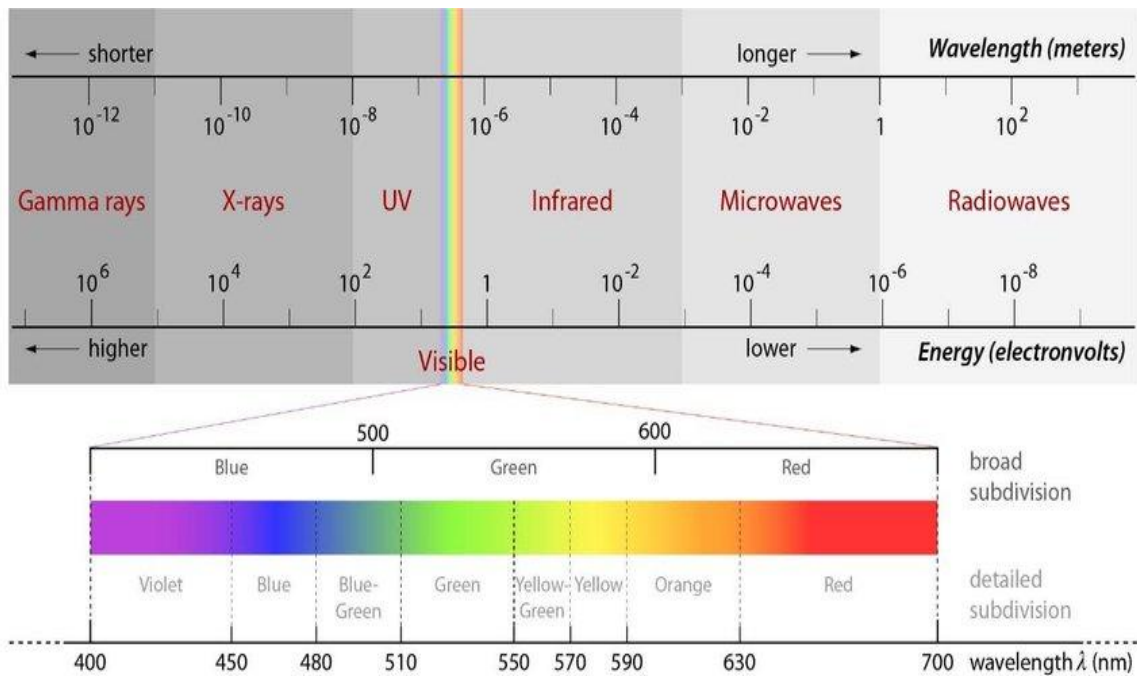 ← shorter longer → Wavelength (meters)
10⁻¹² 10⁻¹⁰ 10⁻⁸ 10⁻⁶ 10⁻⁴ 10⁻² 1 10²
Gamma rays X-rays UV Infrared Microwaves Radiowaves
10⁶ 10⁴ 10² 1 10⁻² 10⁻⁴ 10⁻⁶ 10⁻⁸
← higher Visible lower → Energy (electronvolts)
500 600
Blue Green Red broad
subdivision
Violet Blue Blue-
Green Green Yellow-
Green Yellow Orange Red detailed
subdivision
400 450 480 510 550 570 590 630 700 wavelength λ (nm)